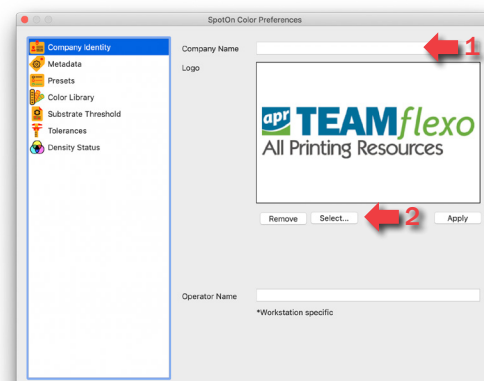 SpotOn Color Preferences
Company Identity
Metadata
Presets
Color Library
Substrate Threshold
Tolerances
Density Status
Company Name
1
Logo
apr TEAMflexo
All Printing Resources
Remove
Select...
2
Apply
Operator Name
*Workstation specific